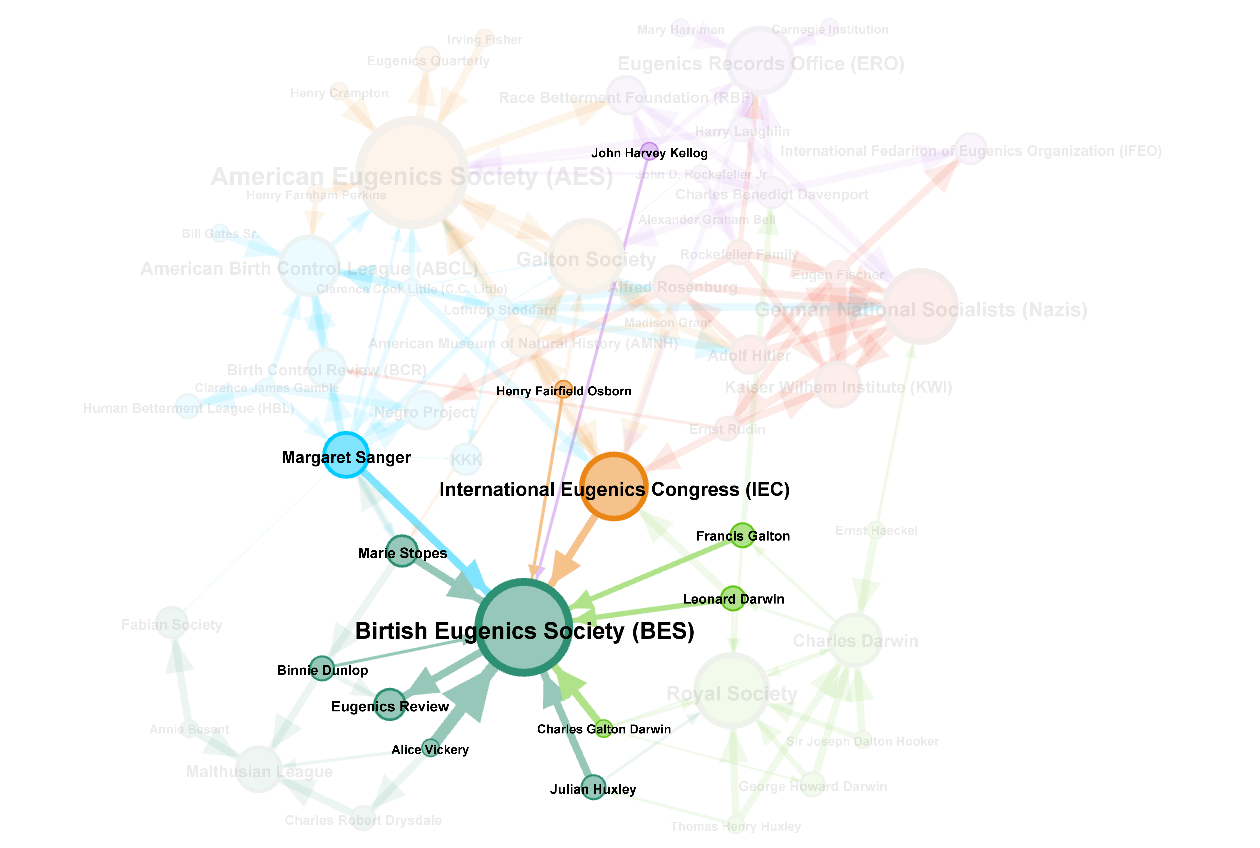 Irving Fisher
Mary Harriman
Carnegie Institution
Eugenics Quarterly
Eugenics Records Office (ERO)
Henry Crampton
Race Betterment Foundation (RBF)
Harry Laughlin
John Harvey Kellog
International Fedariton of Eugenics Organization (IFEO)
American Eugenics Society (AES)
John D. Rockefeller Jr
Henry Farnham Perkins
Charles Benedict Davenport
Alexander Graham Bell
Bill Gates Sr.
Rockefeller Family
Galton Society
American Birth Control League (ABCL)
Eugen Fischer
Clarence Cook Little (C.C. Little)
Alfred Rosenburg
Lothrop Stoddard
German National Socialists (Nazis)
Madison Grant
American Museum of Natural History (AMNH)
Adolf Hitler
Birth Control Review (BCR)
Clarence James Gamble
Kaiser Wilhem Institute (KWI)
Henry Fairfield Osborn
Human Betterment League (HBL)
Negro Project
Ernst Rudin
Margaret Sanger
KKK
International Eugenics Congress (IEC)
Francis Galton
Ernst Haeckel
Marie Stopes
Leonard Darwin
Fabian Society
Birtish Eugenics Society (BES)
Charles Darwin
Binnie Dunlop
Royal Society
Eugenics Review
Annie Besant
Charles Galton Darwin
Sir Joseph Dalton Hooker
Alice Vickery
Malthusian League
George Howard Darwin
Julian Huxley
Charles Robert Drysdale
Thomas Henry Huxley